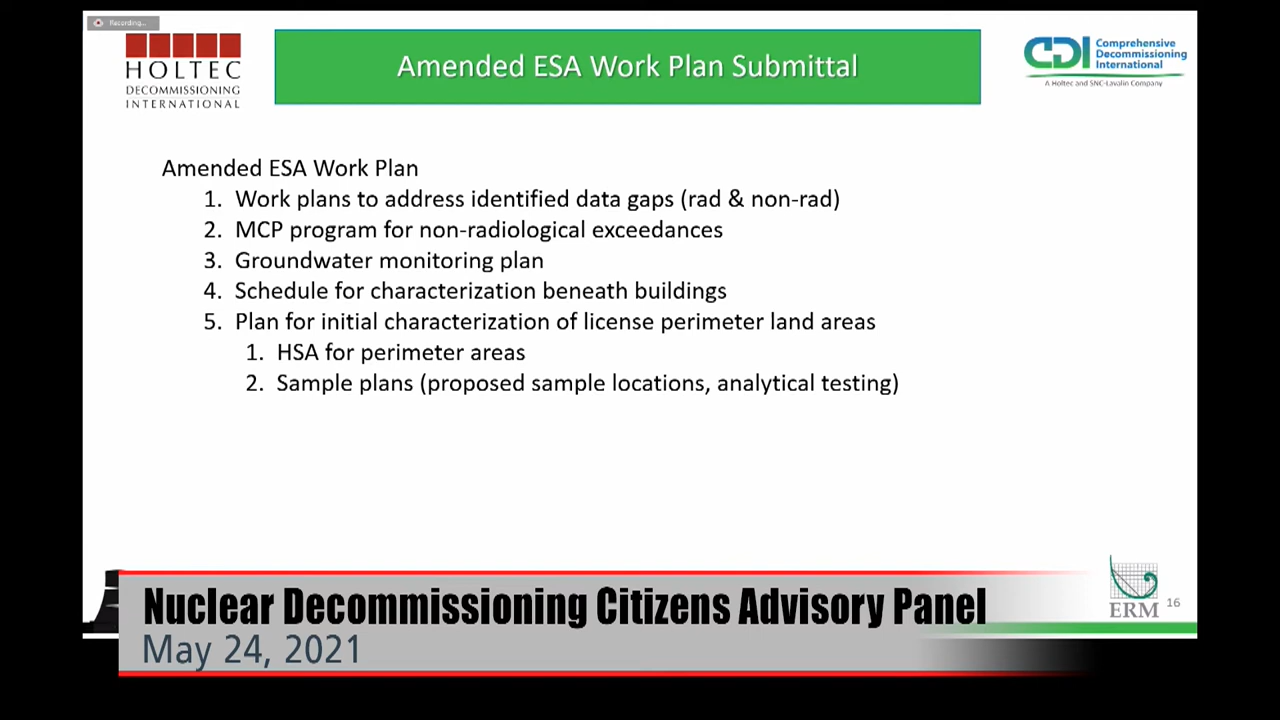 Recording...
HOLTEC
DECOMMISSIONING
INTERNATIONAL
Amended ESA Work Plan Submittal
CDI
Comprehensive
Decommissioning
International
A Holtec and SNC-Lavalin Company
Amended ESA Work Plan
1. Work plans to address identified data gaps (rad & non-rad)
2. MCP program for non-radiological exceedances
3. Groundwater monitoring plan
4. Schedule for characterization beneath buildings
5. Plan for initial characterization of license perimeter land areas
1. HSA for perimeter areas
2. Sample plans (proposed sample locations, analytical testing)
ERM
16
Nuclear Decommissioning Citizens Advisory Panel
May 24, 2021